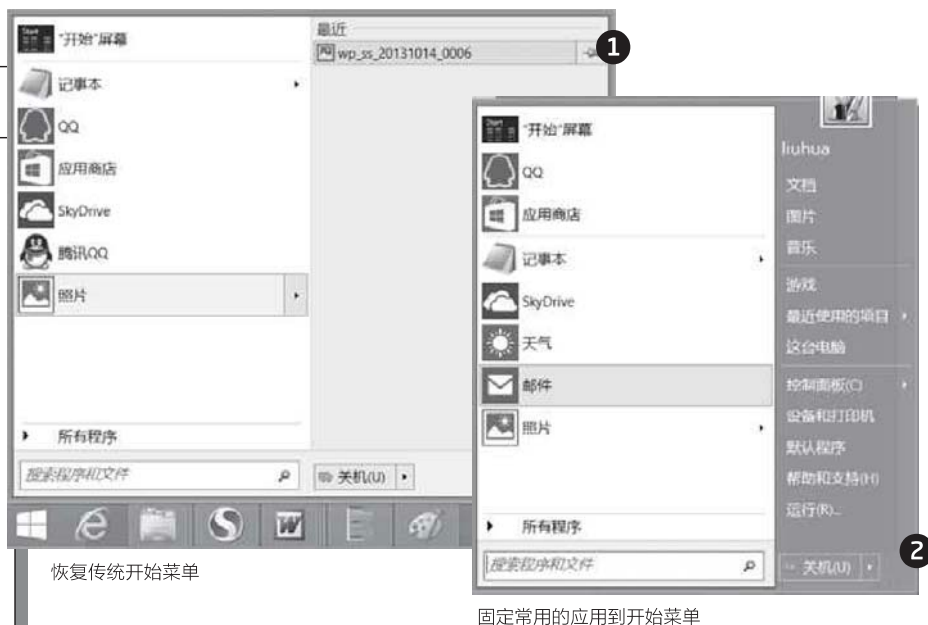 "开始"屏幕
记事本
QQ
应用商店
SkyDrive
腾讯QQ
照片
所有程序
搜索程序和文件
最近
wp_ss_20131014_0006
关机(U)
1
恢复传统开始菜单
"开始"屏幕
QQ
应用商店
记事本
SkyDrive
天气
邮件
照片
所有程序
搜索程序和文件
liuhua
文档
图片
音乐
游戏
最近使用的项目
这台电脑
控制面板(C)
设备和打印机
默认程序
帮助和支持(H)
运行(R)...
关机(U)
2
固定常用的应用到开始菜单